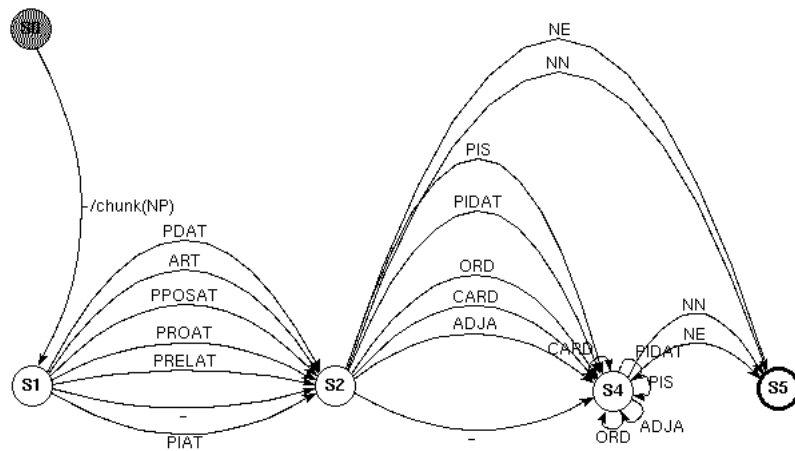 S0
NE
NN
PIS
-/chunk(NP)
PIDAT
PDAT
ART
ORD
PPOSAT
CARD
NN
PROAT
ADJA
NE
PRELAT
CARD
PIDAT
S1
S2
S4
PIS
S5
-
ADJA
PIAT
-
ORD